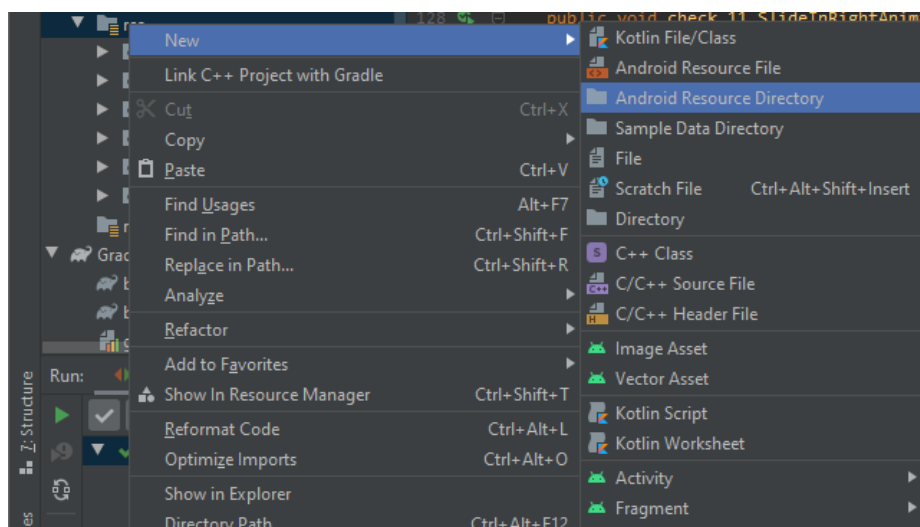 128 public void check_11_SlideInRightAnim
New
Link C++ Project with Gradle
Cut Ctrl+X
Copy
Paste Ctrl+V
Find Usages Alt+F7
Find in Path... Ctrl+Shift+F
Replace in Path... Ctrl+Shift+R
Analyze
Refactor
Add to Favorites
Show In Resource Manager Ctrl+Shift+T
Reformat Code Ctrl+Alt+L
Optimize Imports Ctrl+Alt+O
Show in Explorer
Directory Path Ctrl+Alt+F12
Kotlin File/Class
Android Resource File
Android Resource Directory
Sample Data Directory
File
Scratch File Ctrl+Alt+Shift+Insert
Directory
S C++ Class
C++ C/C++ Source File
H C/C++ Header File
Image Asset
Vector Asset
Kotlin Script
Kotlin Worksheet
Activity
Fragment
Grad
Run:
7: Structure